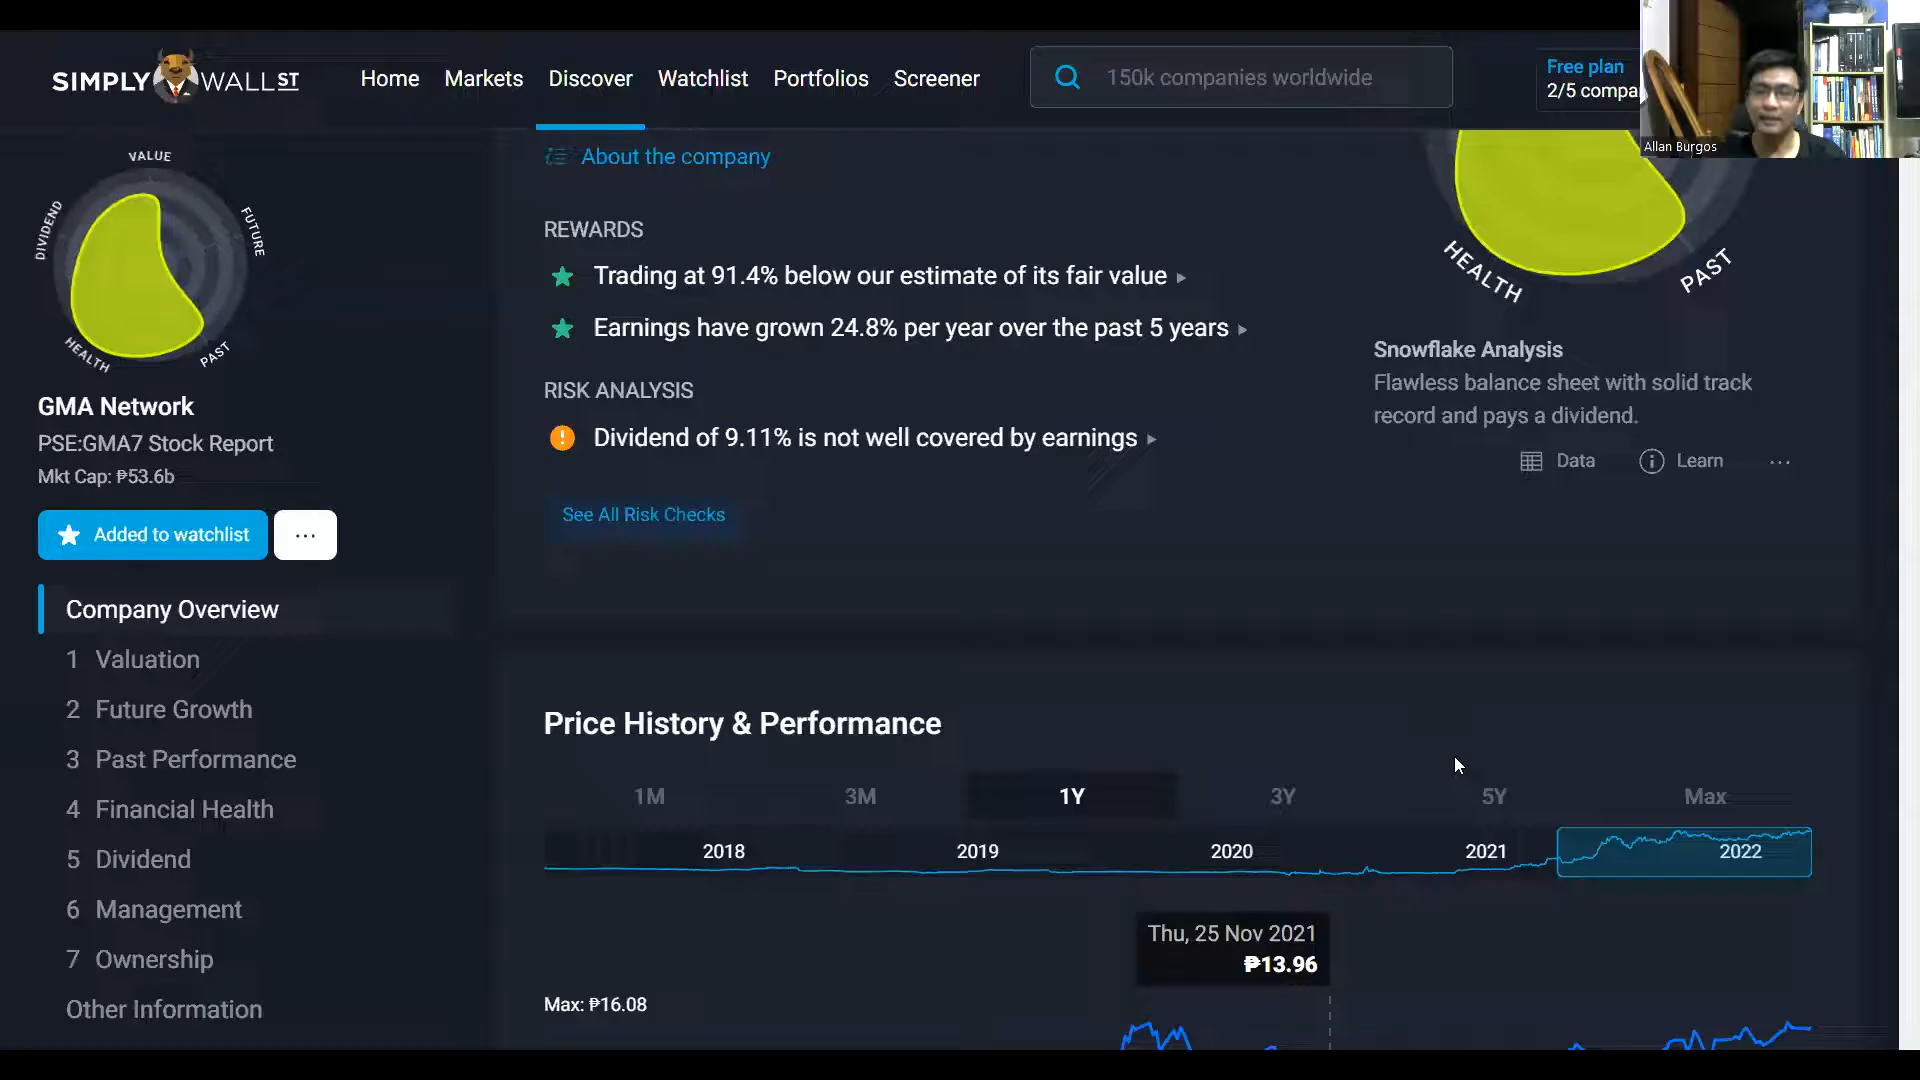 SIMPLY WALL ST
Home
Markets
Discover
Watchlist
Portfolios
Screener
150k companies worldwide
Free plan
2/5 compa
Allan Burgos
VALUE
FUTURE
PAST
HEALTH
DIVIDEND
GMA Network
PSE:GMA7 Stock Report
Mkt Cap: ₱53.6b
Added to watchlist
...
Company Overview
1 Valuation
2 Future Growth
3 Past Performance
4 Financial Health
5 Dividend
6 Management
7 Ownership
Other Information
About the company
REWARDS
Trading at 91.4% below our estimate of its fair value
Earnings have grown 24.8% per year over the past 5 years
RISK ANALYSIS
Dividend of 9.11% is not well covered by earnings
See All Risk Checks
HEALTH
PAST
Snowflake Analysis
Flawless balance sheet with solid track
record and pays a dividend.
Data
Learn
...
Price History & Performance
1M
3M
1Y
3Y
5Y
Max
2018
2019
2020
2021
2022
Thu, 25 Nov 2021
₱13.96
Max: ₱16.08